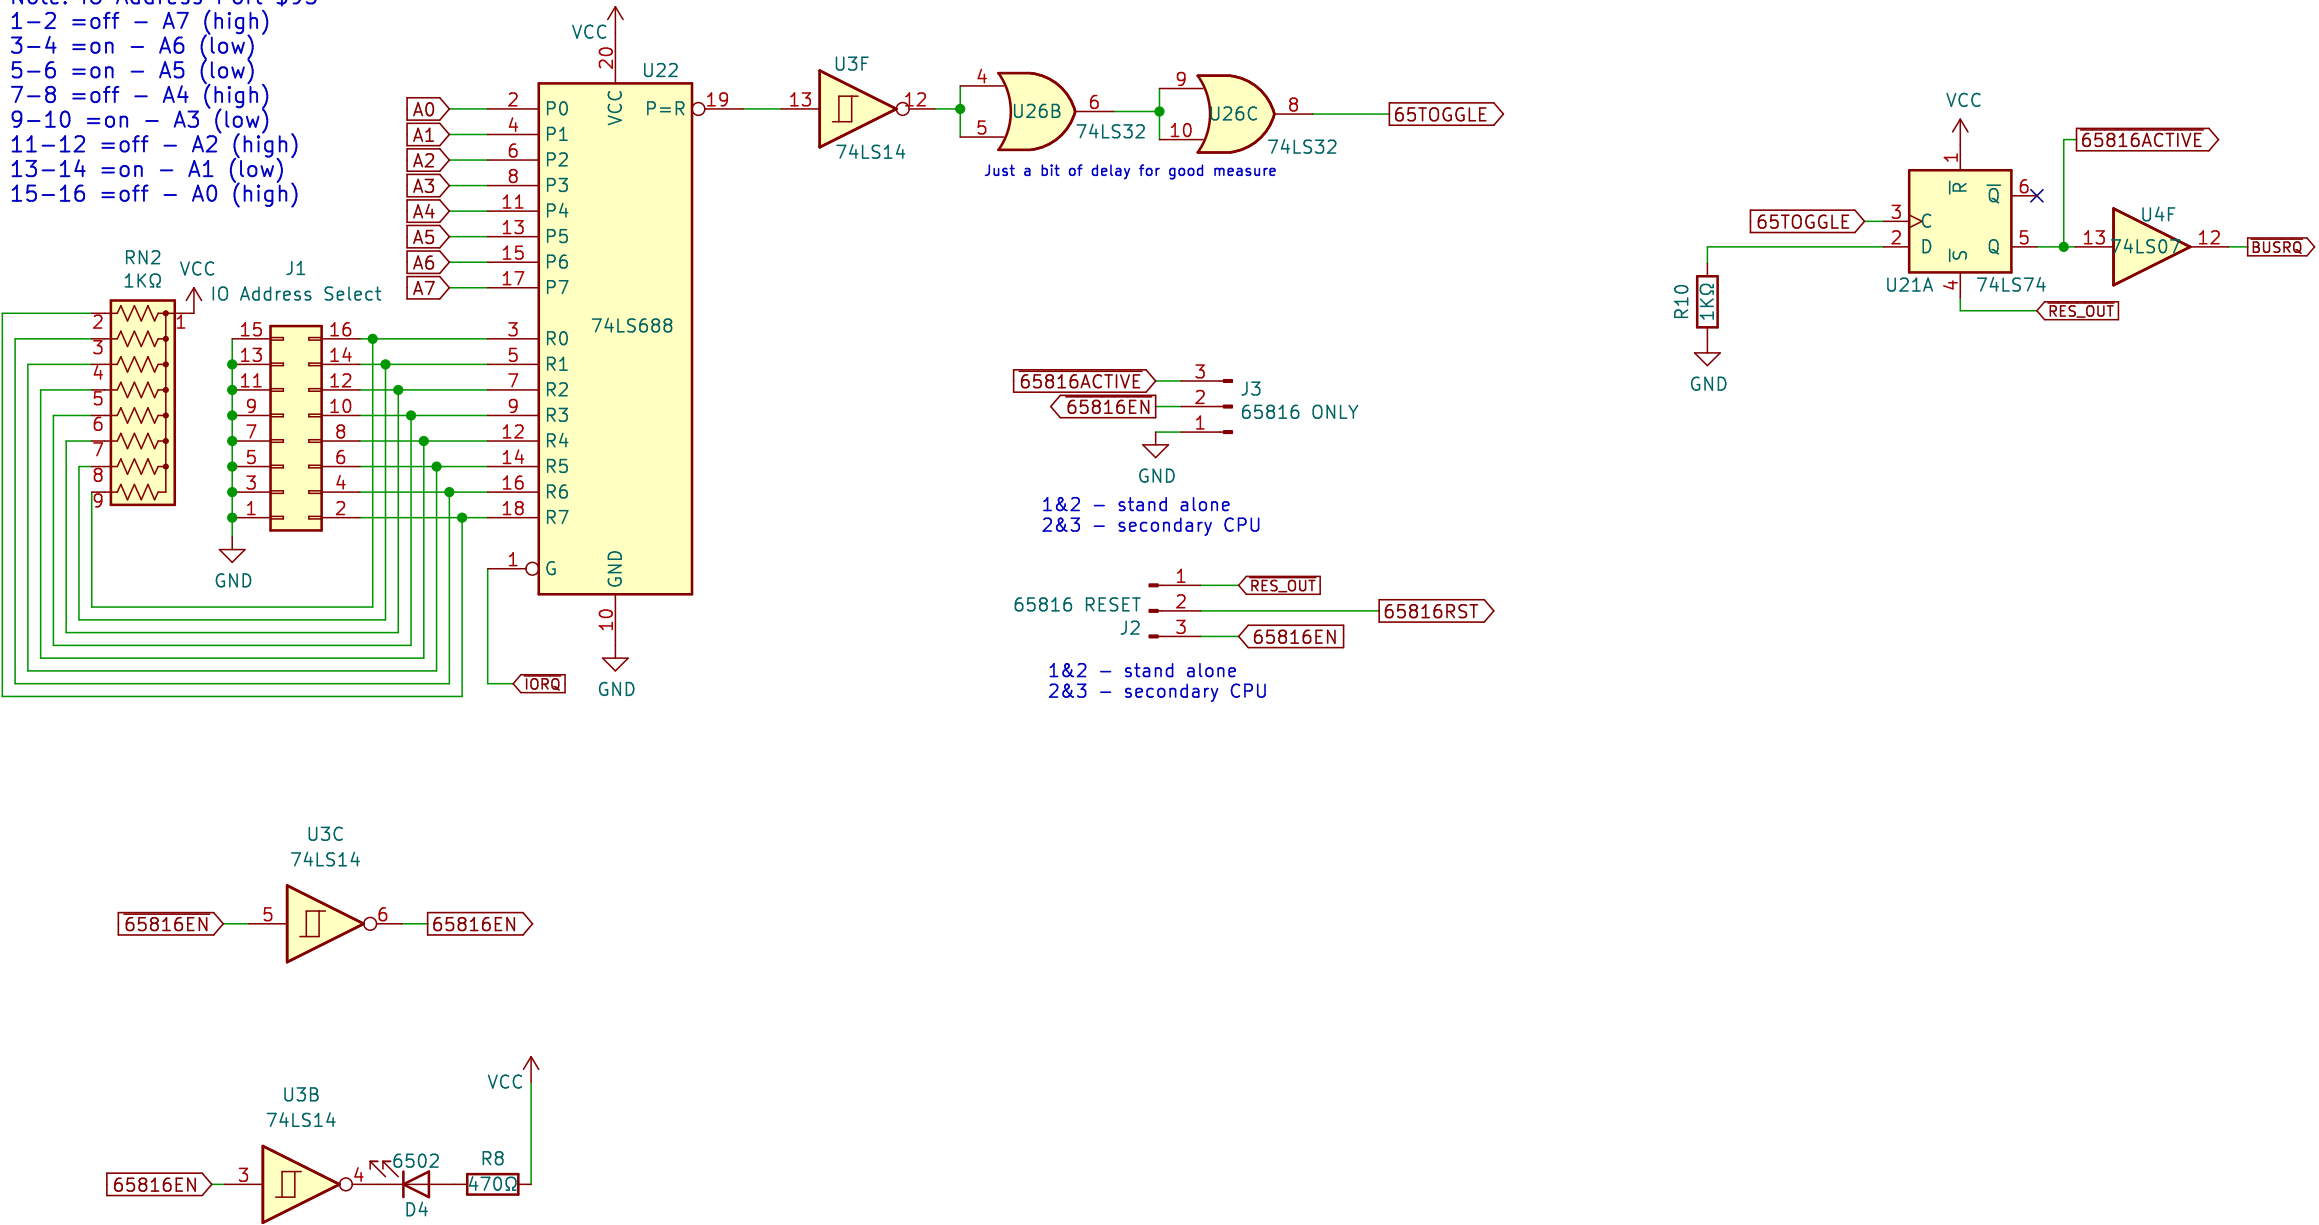 Note: IO Address Port $95
1-2 =off - A7 (high)
3-4 =on - A6 (low)
5-6 =on - A5 (low)
7-8 =off - A4 (high)
9-10 =on - A3 (low)
11-12 =off - A2 (high)
13-14 =on - A1 (low)
15-16 =off - A0 (high)
RN2
1KΩ
VCC
1
2
3
4
5
6
7
8
9
J1
IO Address Select
15 16
13 14
11 12
9 10
7 8
5 6
3 4
1 2
GND
VCC
20
U22
VCC
A0 2 P0
A1 4 P1
A2 6 P2
A3 8 P3
A4 11 P4
A5 13 P5
A6 15 P6
A7 17 P7
P=R 19
74LS688
3 R0
5 R1
7 R2
9 R3
12 R4
14 R5
16 R6
18 R7
1 G
GND
10
GND
IORQ
U3F
13 12
74LS14
4
5
U26B
6
74LS32
9
10
U26C
8
74LS32
65TOGGLE
Just a bit of delay for good measure
VCC
1
R
65TOGGLE 3 C
2 D
Q 6
Q 5
S
4
U21A
74LS74
RES_OUT
65816ACTIVE
U4F
13 74LS07 12
BUSRQ
R10
1KΩ
GND
65816ACTIVE 3
65816EN 2
1
J3
65816 ONLY
GND
1&2 - stand alone
2&3 - secondary CPU
1 RES_OUT
65816 RESET 2 65816RST
J2 3 65816EN
1&2 - stand alone
2&3 - secondary CPU
U3C
74LS14
65816EN 5 6 65816EN
VCC
U3B
74LS14
65816EN 3 4
6502
D4
R8
470Ω